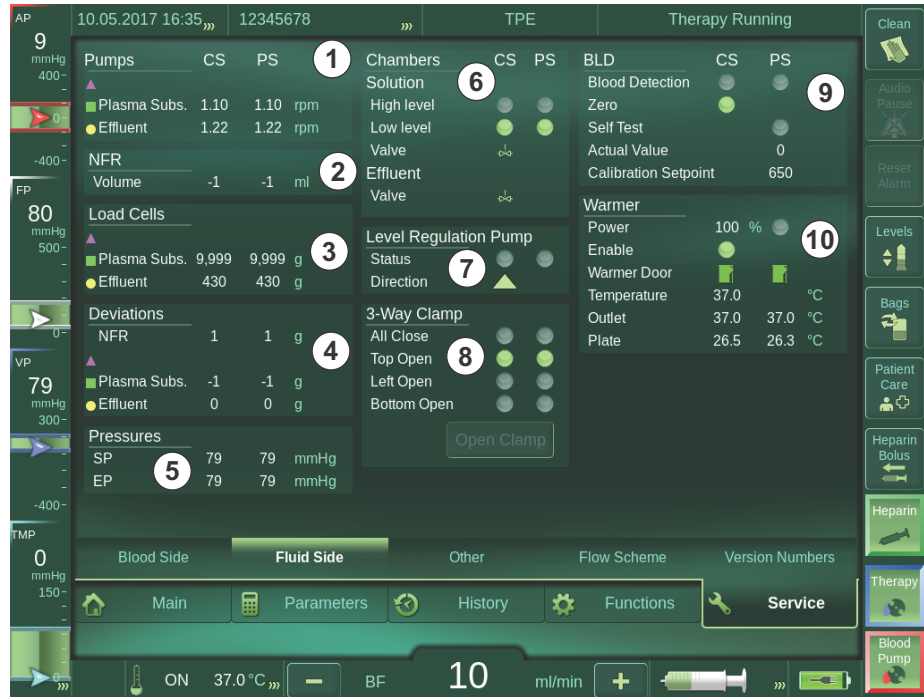 10.05.2017 16:35 12345678 TPE Therapy Running
AP
9
mmHg
400
0
-400
FP
80
mmHg
500
0
VP
79
mmHg
300
-400
TMP
0
mmHg
150
0
Pumps CS PS
1
Plasma Subs. 1.10 1.10 rpm
Effluent 1.22 1.22 rpm
NFR
Volume -1 -1 ml
2
Load Cells
Plasma Subs. 9,999 9,999 g
3
Effluent 430 430 g
Deviations
NFR 1 1 g
4
Plasma Subs. -1 -1 g
Effluent 0 0 g
Pressures
SP 79 79 mmHg
5
EP 79 79 mmHg
Chambers CS PS
Solution
6
High level
Low level
Valve
Effluent
Valve
Level Regulation Pump
Status
7
Direction
3-Way Clamp
All Close
Top Open
8
Left Open
Bottom Open
Open Clamp
BLD CS PS
Blood Detection
9
Zero
Self Test
Actual Value 0
Calibration Setpoint 650
Warmer
Power 100 %
10
Enable
Warmer Door
Temperature 37.0 °C
Outlet 37.0 37.0 °C
Plate 26.5 26.3 °C
Clean
Audio
Pause
Reset
Alarm
Levels
Bags
Patient
Care
Heparin
Bolus
Heparin
Therapy
Blood
Pump
Blood Side Fluid Side Other Flow Scheme Version Numbers
Main Parameters History Functions Service
ON 37.0 °C − BF 10 ml/min +